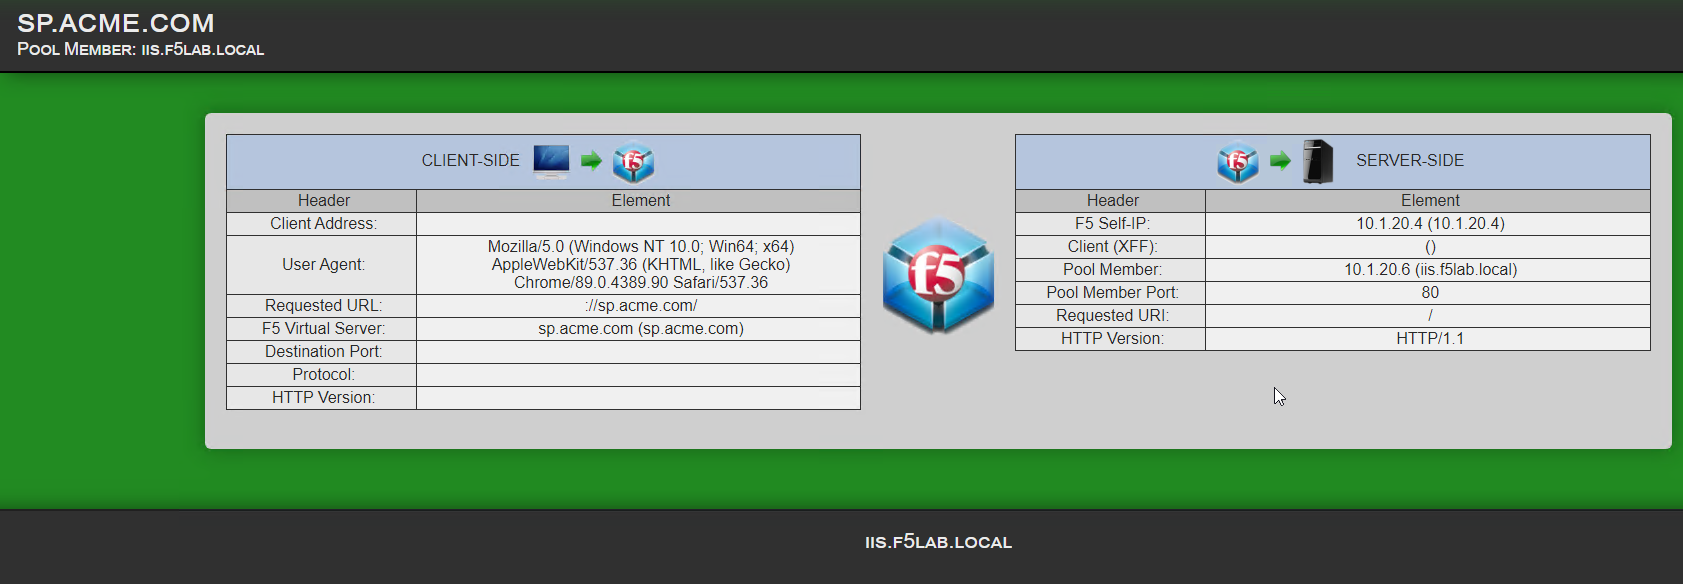 SP.ACME.COM
Pool Member: iis.f5lab.local
CLIENT-SIDE
f5
Header Element
Client Address:
User Agent: Mozilla/5.0 (Windows NT 10.0; Win64; x64)
AppleWebKit/537.36 (KHTML, like Gecko)
Chrome/89.0.4389.90 Safari/537.36
Requested URL: ://sp.acme.com/
F5 Virtual Server: sp.acme.com (sp.acme.com)
Destination Port:
Protocol:
HTTP Version:
f5
f5
SERVER-SIDE
Header Element
F5 Self-IP: 10.1.20.4 (10.1.20.4)
Client (XFF): ()
Pool Member: 10.1.20.6 (iis.f5lab.local)
Pool Member Port: 80
Requested URI: /
HTTP Version: HTTP/1.1
iis.f5lab.local